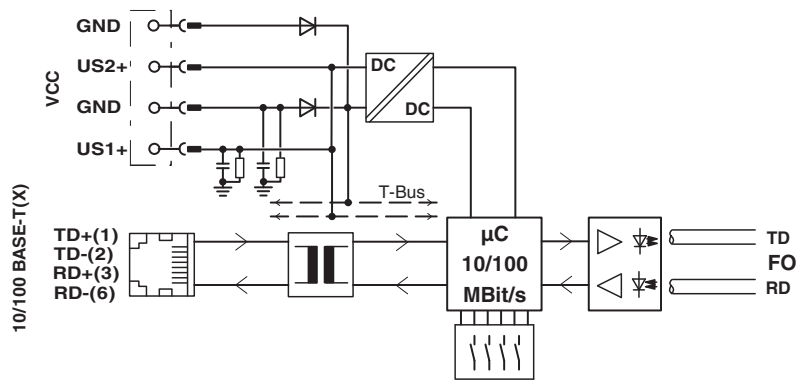 GND
US2+
GND
US1+
VCC
DC
DC
T-Bus
10/100 BASE-T(X)
TD+(1)
TD-(2)
RD+(3)
RD-(6)
µC
10/100
MBit/s
TD
FO
RD